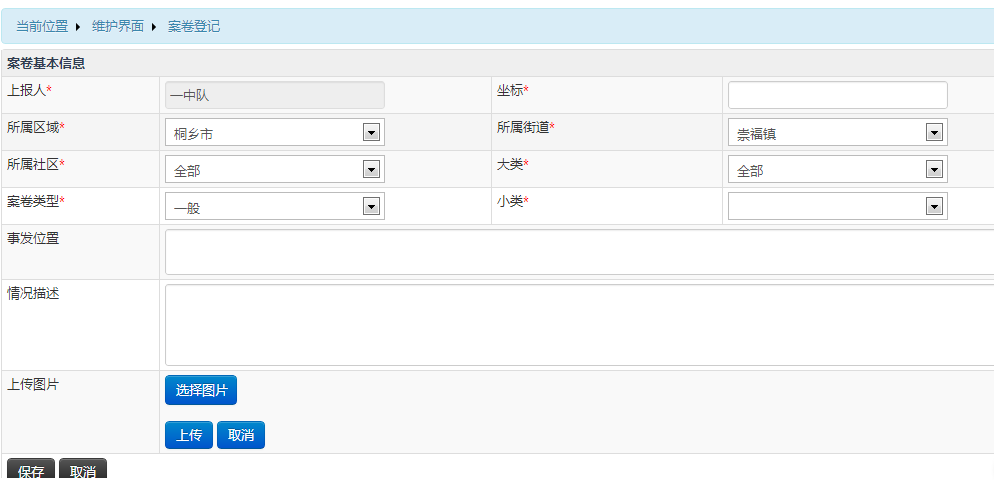 当前位置 维护界面 案卷登记
案卷基本信息
上报人* 一中队 坐标*
所属区域* 桐乡市 所属街道* 崇福镇
所属社区* 全部 大类* 全部
案卷类型* 一般 小类*
事发位置
情况描述
上传图片 选择图片
上传 取消
保存 取消